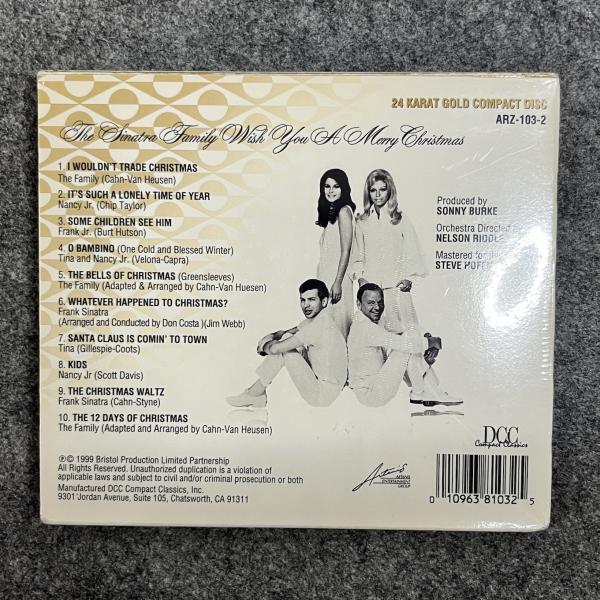 24 KARAT GOLD COMPACT DISC
ARZ-103-2
The Sinatra Family Wish You A Merry Christmas
1. I WOULDN'T TRADE CHRISTMAS
The Family (Cahn-Van Heusen)
2. IT'S SUCH A LONELY TIME OF YEAR
Nancy Jr. (Chip Taylor)
3. SOME CHILDREN SEE HIM
Frank Jr. (Burt Hutson)
4. O BAMBINO (One Cold and Blessed Winter)
Tina and Nancy Jr. (Velona-Capra)
5. THE BELLS OF CHRISTMAS (Greensleeves)
The Family (Adapted & Arranged by Cahn-Van Huesen)
6. WHATEVER HAPPENED TO CHRISTMAS?
Frank Sinatra
(Arranged and Conducted by Don Costa )(Jim Webb)
7. SANTA CLAUS IS COMIN' TO TOWN
Tina (Gillespie-Coots)
8. KIDS
Nancy Jr (Scott Davis)
9. THE CHRISTMAS WALTZ
Frank Sinatra (Cahn-Styne)
10. THE 12 DAYS OF CHRISTMAS
The Family (Adapted and Arranged by Cahn-Van Heusen)
Produced by
SONNY BURKE
Orchestra Directed
NELSON
Mastered for
STEVE
℗© 1999 Bristol Production Limited Partnership
All Rights Reserved. Unauthorized duplication is a violation of
applicable laws and subject to civil and/or criminal prosecution or both
Manufactured DCC Compact Classics, Inc.
9301 Jordan Avenue, Suite 105, Chatsworth, CA 91311
Artanis
ARTANIS
ENTERTAINMENT
GROUP
DCC
Compact Classics
0 10963 81032 5